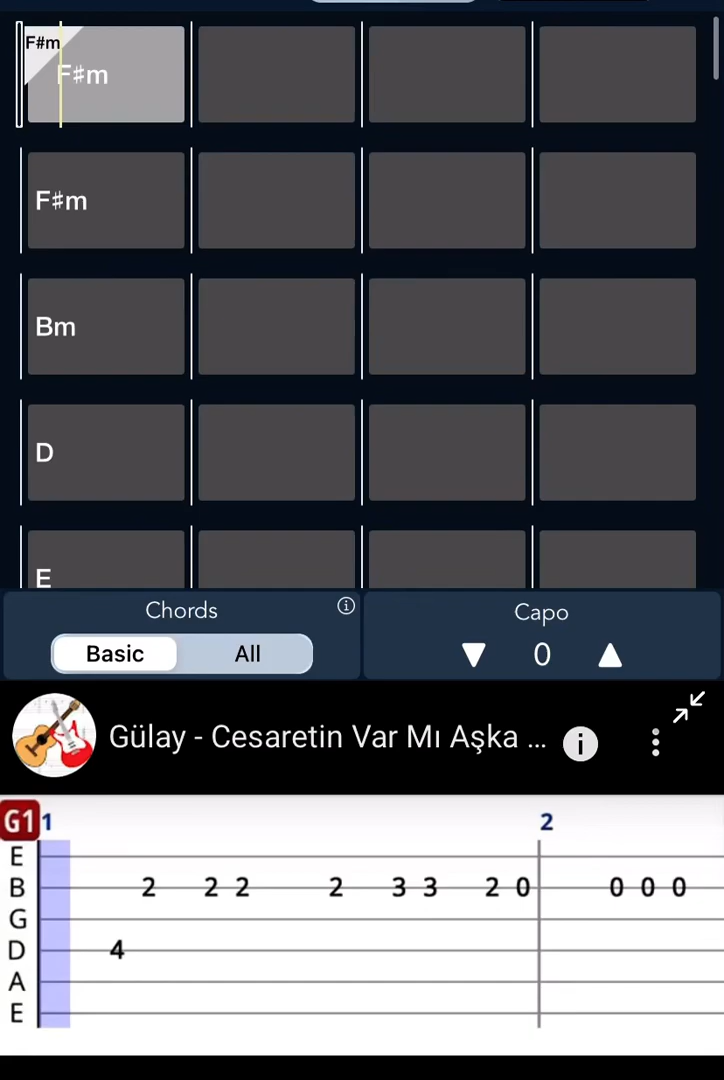 F#m
F♯m
F♯m
Bm
D
E
Chords ⓘ Capo
Basic All ▼ 0 ▲
Gülay - Cesaretin Var Mı Aşka ... i
G1 1 2
E
B 2 2 2 2 3 3 2 0 0 0 0
G
D 4
A
E